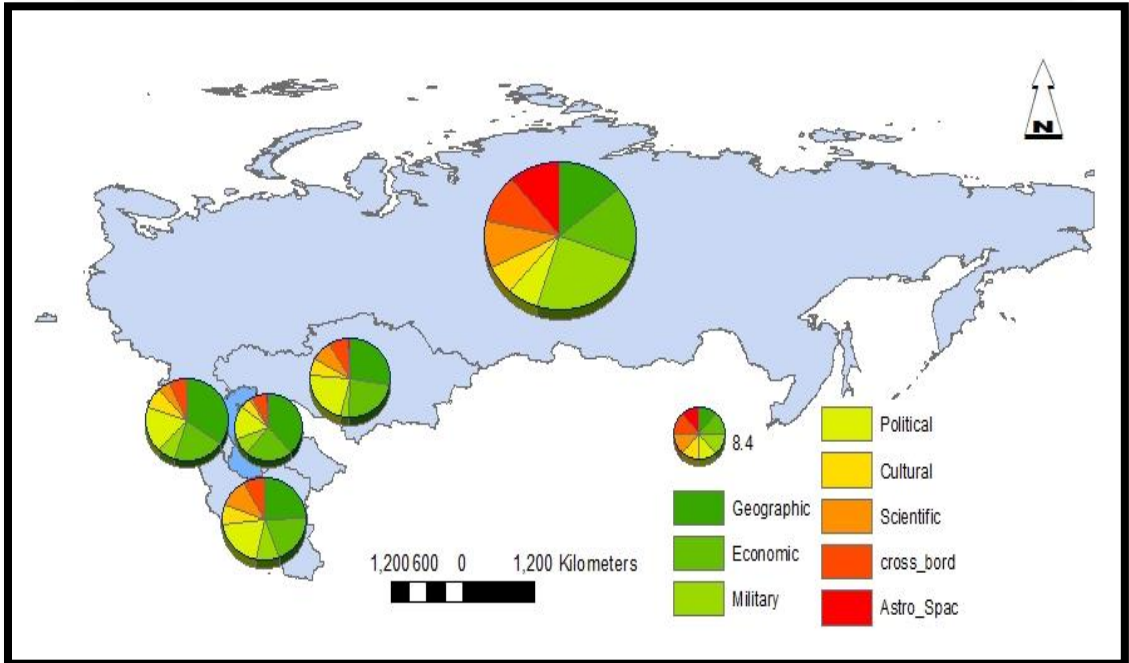 N
8.4
Geographic
Economic
Military
Political
Cultural
Scientific
cross_bord
Astro_Spac
1,200 600 0 1,200 Kilometers